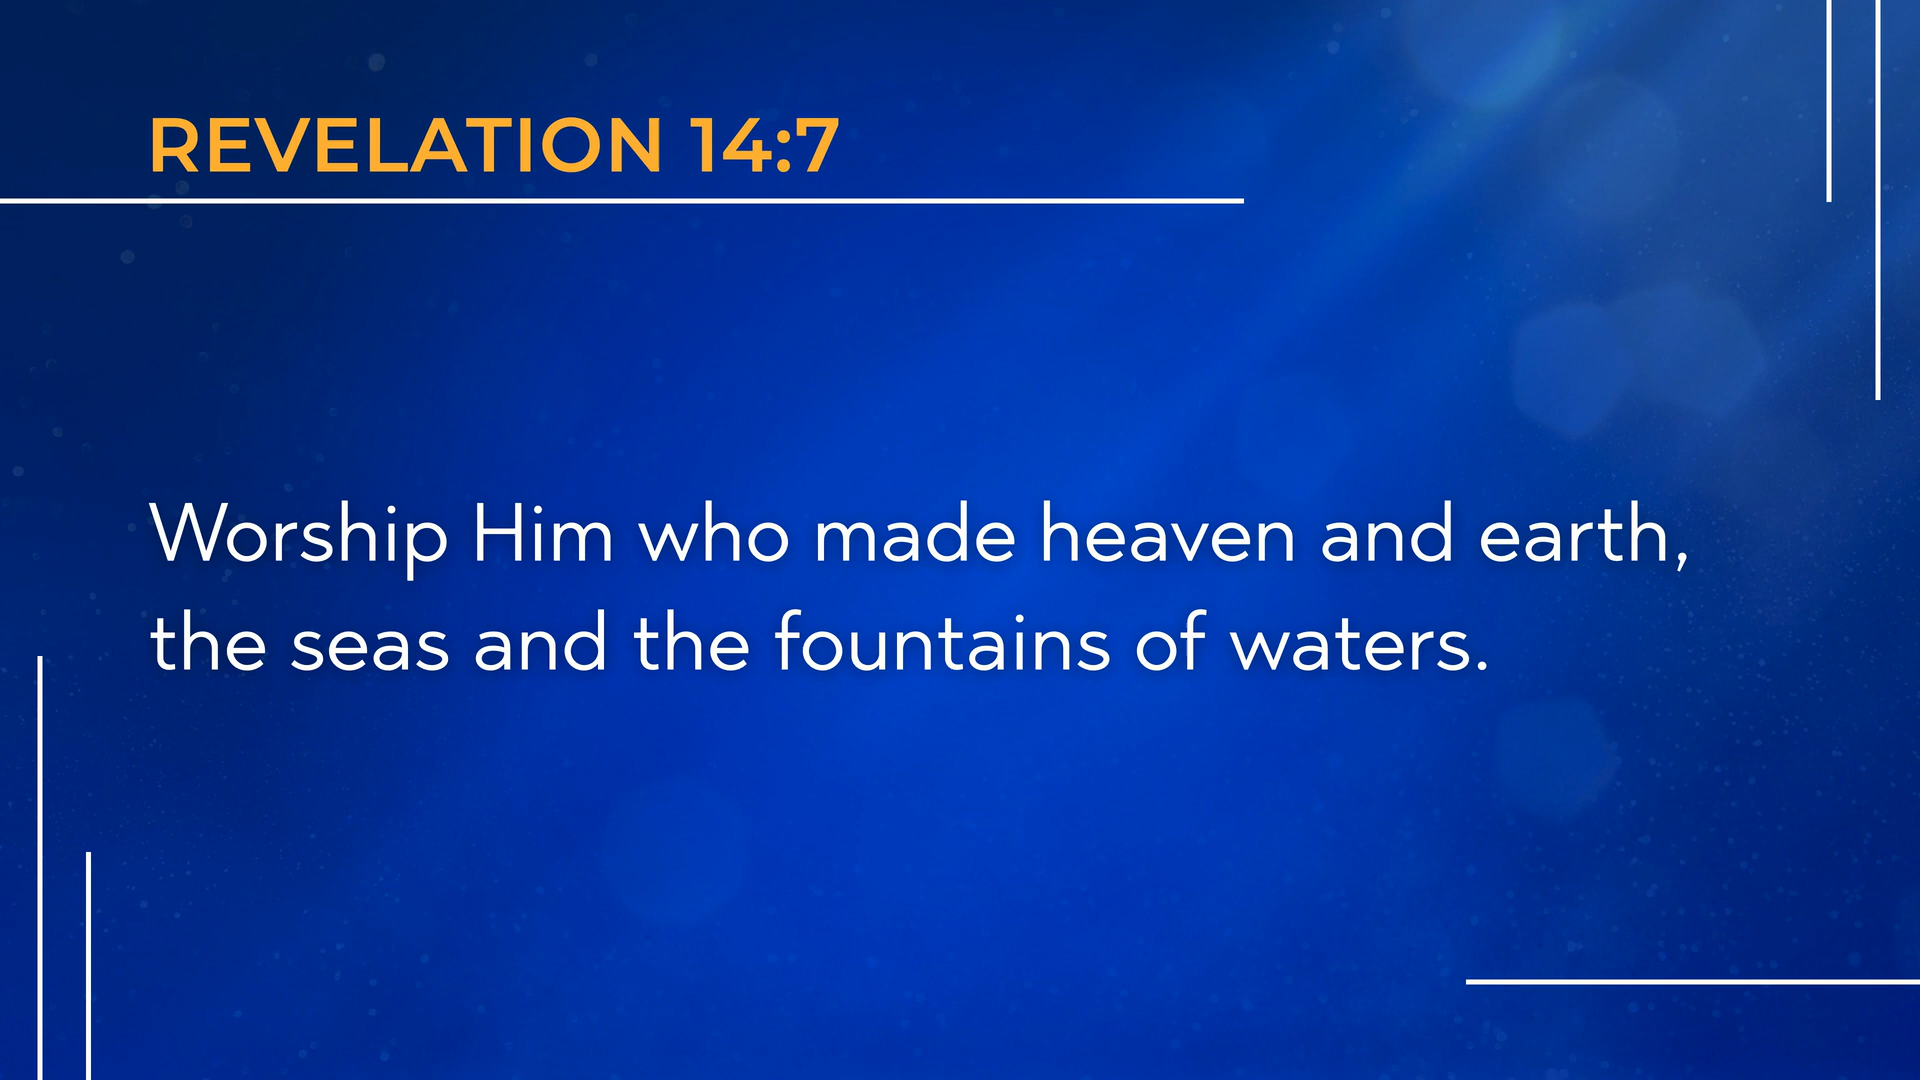 REVELATION 14:7
Worship Him who made heaven and earth,
the seas and the fountains of waters.